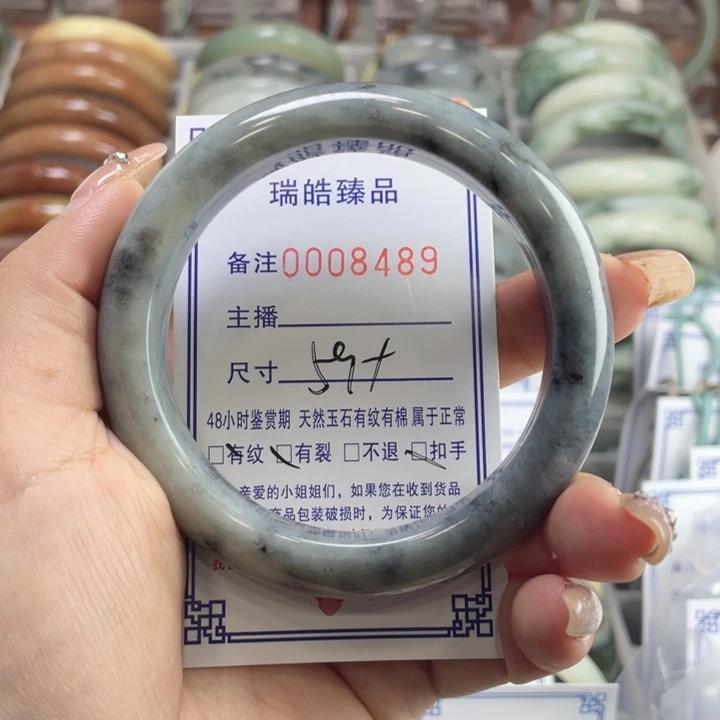 瑞皓臻品
备注0008489
主播
尺寸 59+
48小时鉴赏期 天然玉石有纹有棉 属于正常
□有纹 □有裂 □不退 □扣手
亲爱的小姐姐们，如果您在收到货品
商品包装破损时，为保证您的